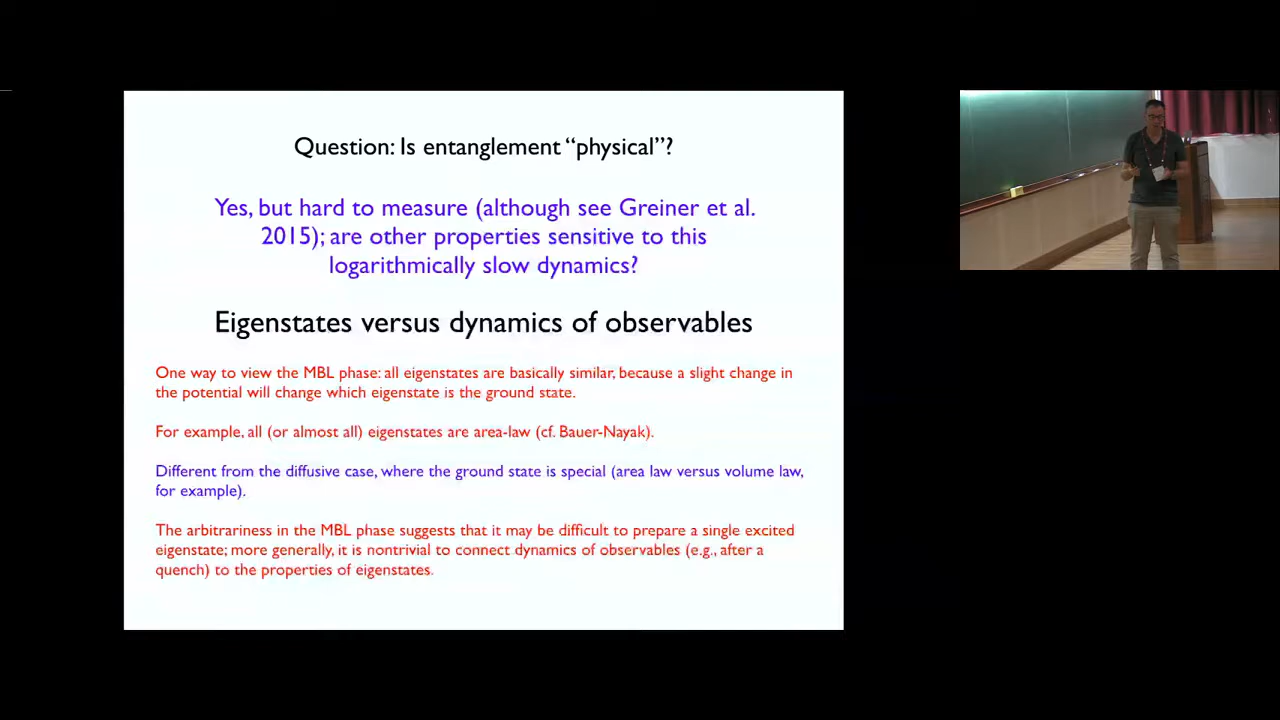 Question: Is entanglement “physical”?
Yes, but hard to measure (although see Greiner et al.
2015); are other properties sensitive to this
logarithmically slow dynamics?
Eigenstates versus dynamics of observables
One way to view the MBL phase: all eigenstates are basically similar, because a slight change in
the potential will change which eigenstate is the ground state.
For example, all (or almost all) eigenstates are area-law (cf. Bauer-Nayak).
Different from the diffusive case, where the ground state is special (area law versus volume law,
for example).
The arbitrariness in the MBL phase suggests that it may be difficult to prepare a single excited
eigenstate; more generally, it is nontrivial to connect dynamics of observables (e.g., after a
quench) to the properties of eigenstates.